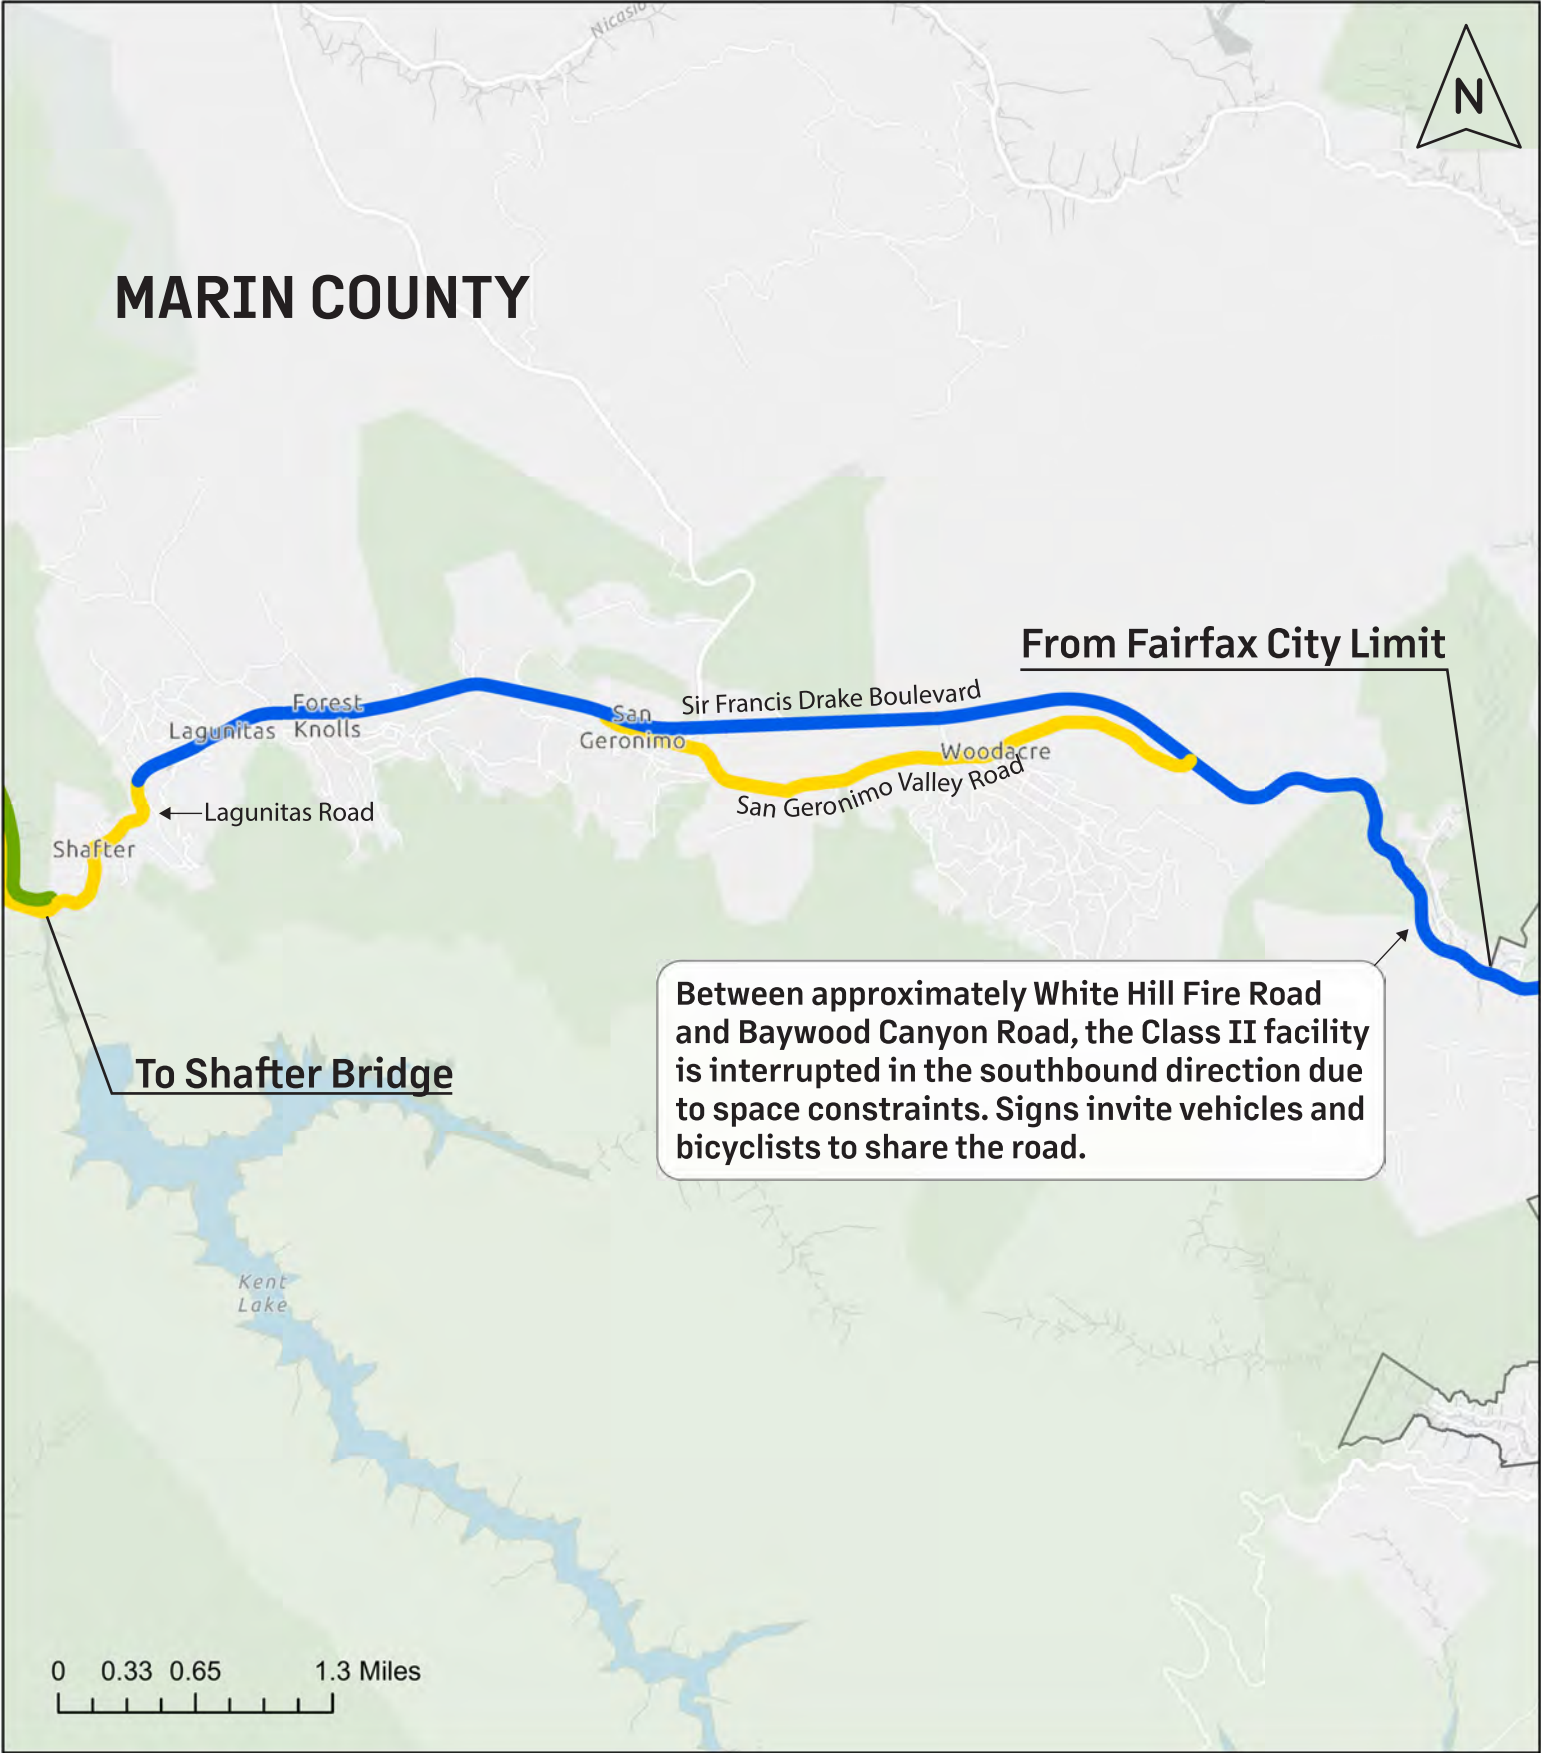 Nicasio
N
MARIN COUNTY
From Fairfax City Limit
Sir Francis Drake Boulevard
Forest
Knolls
Lagunitas
San
Geronimo
Woodacre
San Geronimo Valley Road
Lagunitas Road
Shafter
Between approximately White Hill Fire Road
and Baywood Canyon Road, the Class II facility
is interrupted in the southbound direction due
to space constraints. Signs invite vehicles and
bicyclists to share the road.
To Shafter Bridge
Kent
Lake
0 0.33 0.65 1.3 Miles